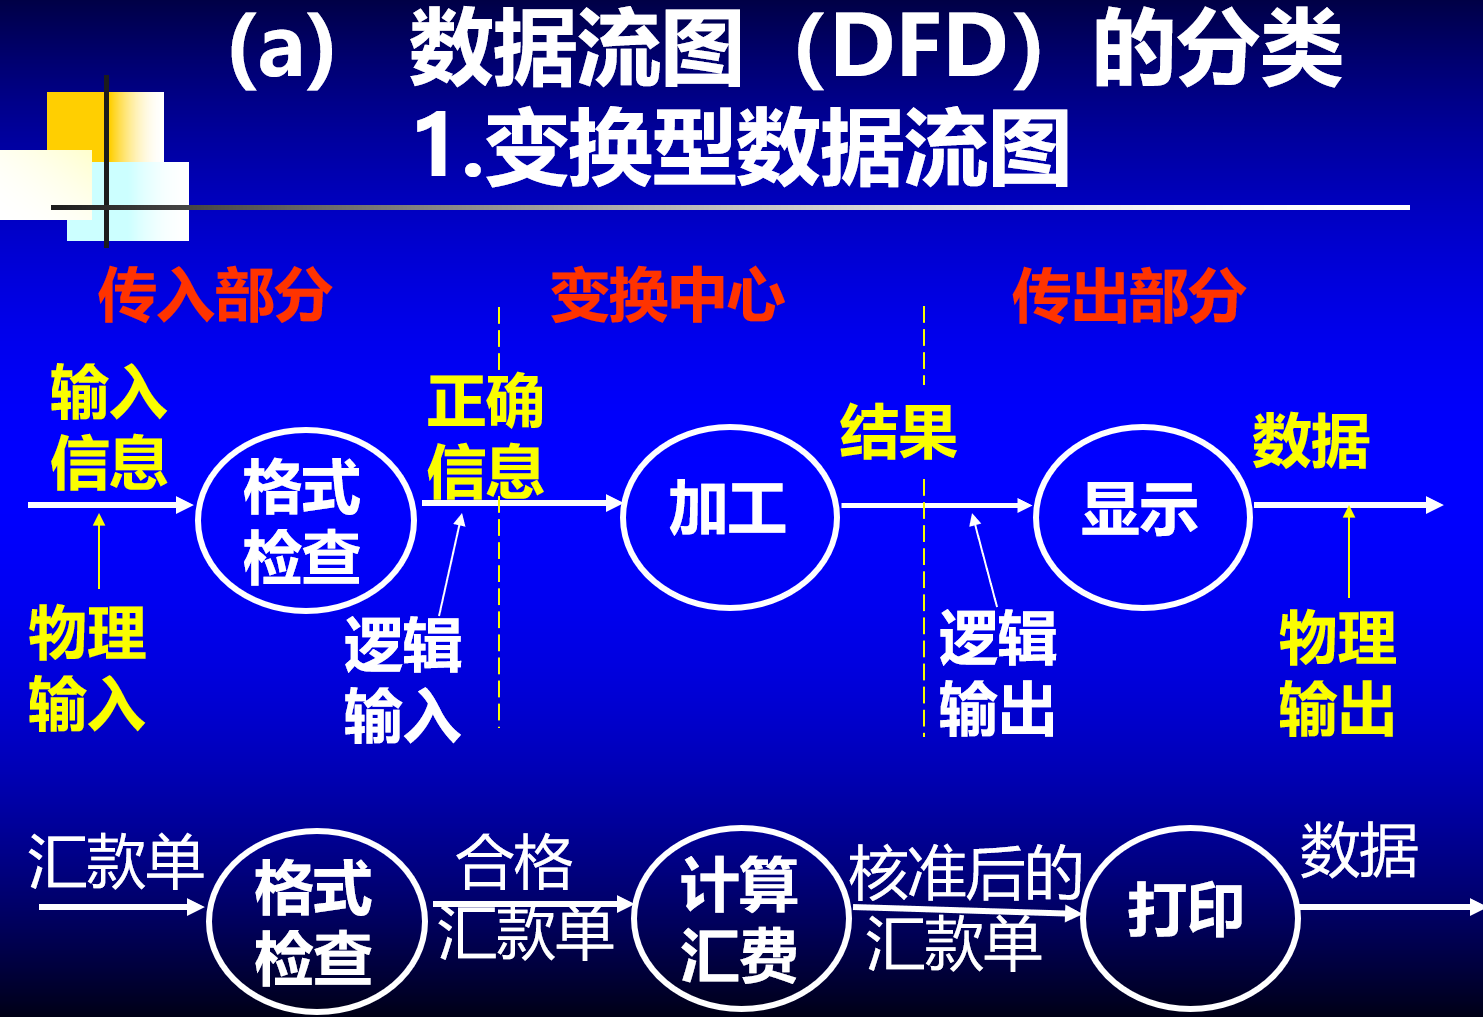 (a) 数据流图（DFD）的分类
1.变换型数据流图
传入部分
变换中心
传出部分
输入
信息
格式
检查
正确
信息
加工
结果
显示
数据
物理
输入
逻辑
输入
逻辑
输出
物理
输出
汇款单
格式
检查
合格
汇款单
计算
汇费
核准后的
汇款单
打印
数据